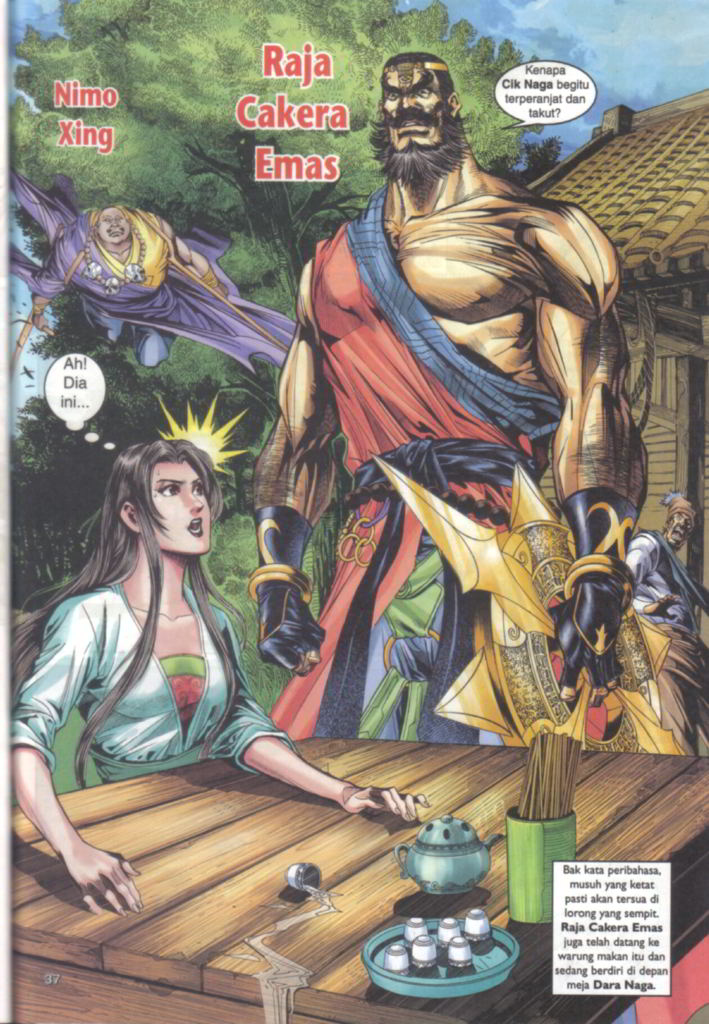 Nimo
Xing
Raja
Cakera
Emas
Kenapa
Cik Naga begitu
terperanjat dan
takut?
Ah!
Dia
ini...
Bak kata peribahasa,
musuh yang ketat
pasti akan tersua di
lorong yang sempit.
Raja Cakera Emas
juga telah datang ke
warung makan itu dan
sedang berdiri di depan
meja Dara Naga.
37